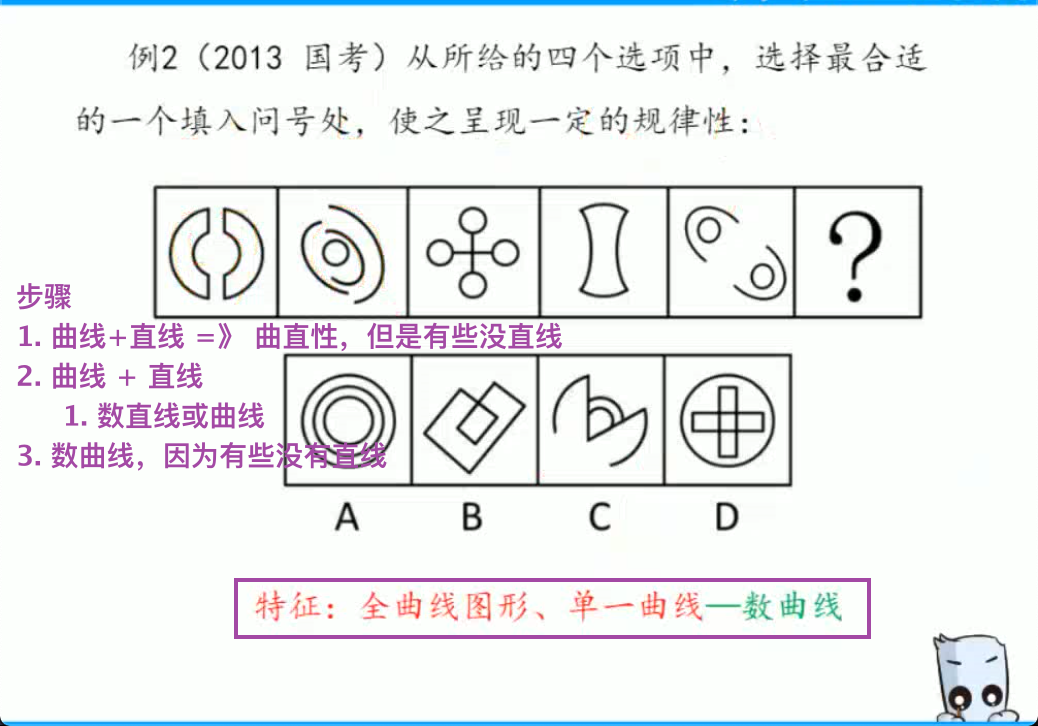 例2（2013 国考）从所给的四个选项中，选择最合适
的一个填入问号处，使之呈现一定的规律性：
?
步骤
1. 曲线+直线 =》 曲直性，但是有些没直线
2. 曲线 + 直线
1. 数直线或曲线
3. 数曲线，因为有些没有直线
A B C D
特征：全曲线图形、单一曲线—数曲线